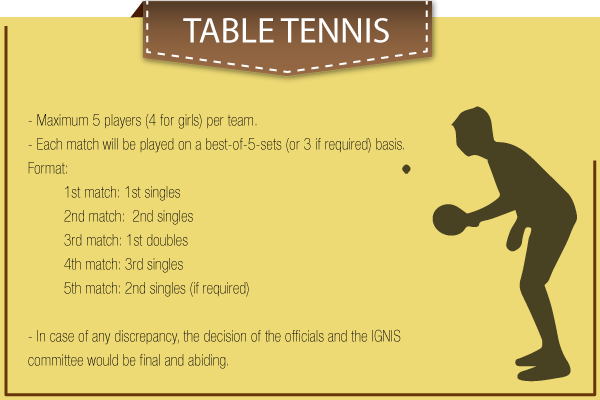 TABLE TENNIS
- Maximum 5 players (4 for girls) per team.
- Each match will be played on a best-of-5-sets (or 3 if required) basis.
Format:
1st match: 1st singles
2nd match:  2nd singles
3rd match: 1st doubles
4th match: 3rd singles
5th match: 2nd singles (if required)
- In case of any discrepancy, the decision of the officials and the IGNIS
committee would be final and abiding.